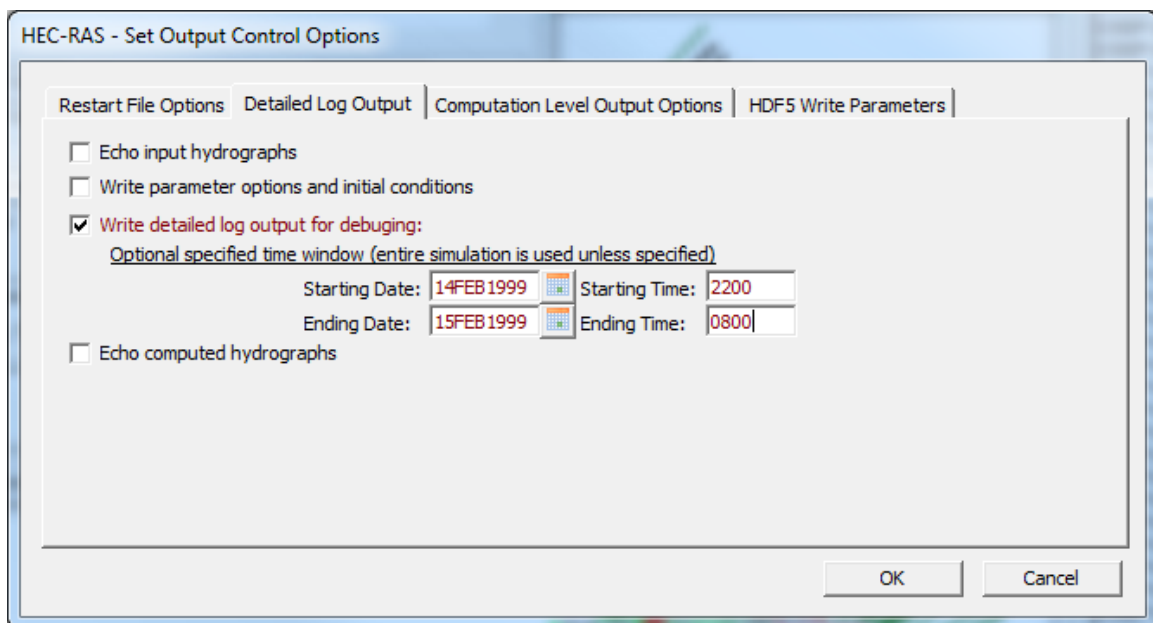 HEC-RAS - Set Output Control Options
Restart File Options Detailed Log Output Computation Level Output Options HDF5 Write Parameters
Echo input hydrographs
Write parameter options and initial conditions
Write detailed log output for debuging:
Optional specified time window (entire simulation is used unless specified)
Starting Date: 14FEB1999 Starting Time: 2200
Ending Date: 15FEB1999 Ending Time: 0800
Echo computed hydrographs
OK Cancel